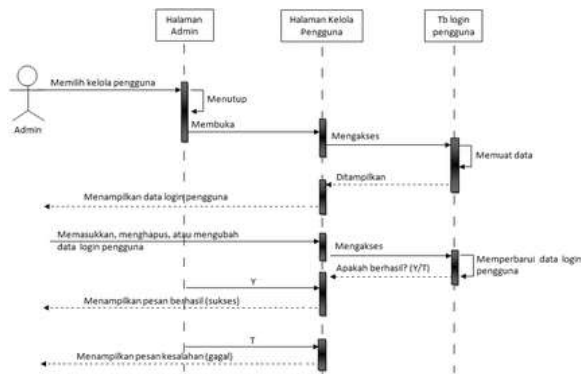 Halaman
Admin
Halaman Kelola
Pengguna
Tb login
pengguna
Memilih kelola pengguna
Menutup
Admin
Membuka
Mengakses
Memuat data
Ditampilkan
Menampilkan data login pengguna
Memasukkan, menghapus, atau mengubah
data login pengguna
Mengakses
Memperbarui data login
pengguna
Apakah berhasil? (Y/T)
Y
Menampilkan pesan berhasil (sukses)
T
Menampilkan pesan kesalahan (gagal)